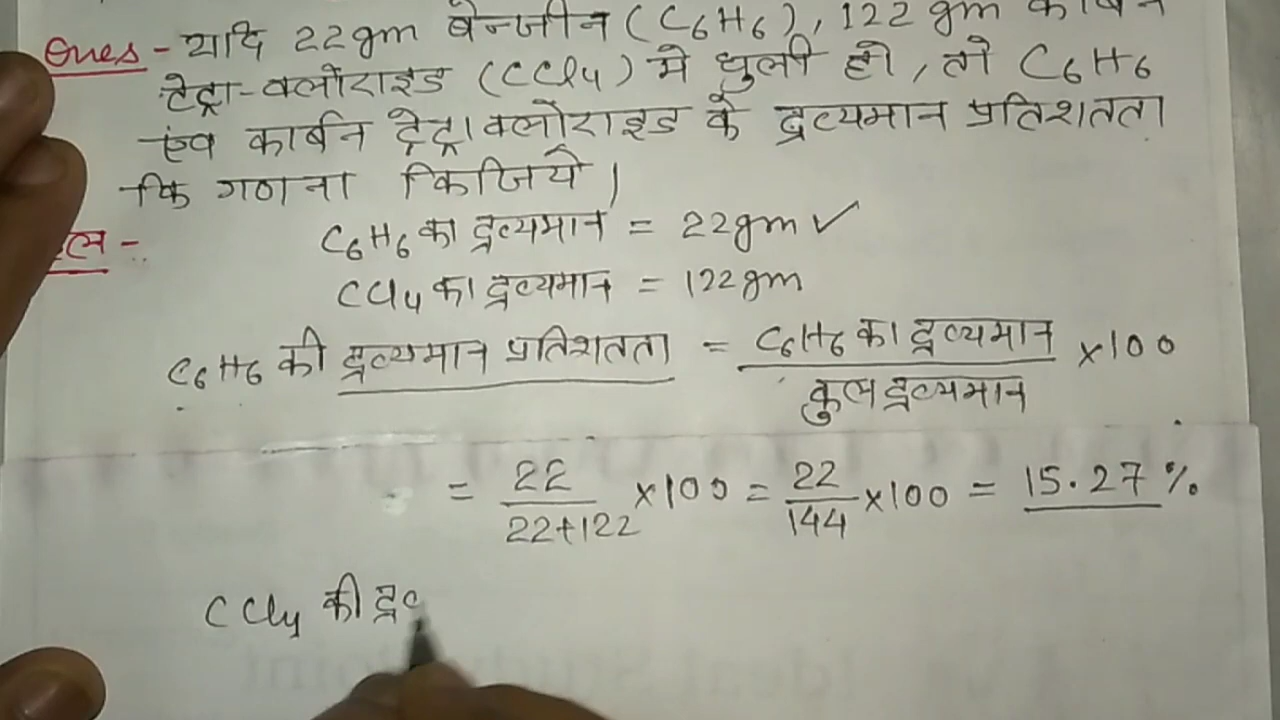 Ques - यदि 22gm बेन्जीन (C6H6), 122 gm कार्बन
टेट्रा-क्लोराइड (CCl4) मे घुली हो, तो C6H6
एंव कार्बन ट्रेट्रा क्लोराइड के द्रव्यमान प्रतिशतता
कि गणना किजिये |
हल - C6H6 का द्रव्यमान = 22gm ✓
CCl4 का द्रव्यमान = 122 gm
C6H6 की द्रव्यमान प्रतिशतता = C6H6 का द्रव्यमान × 100
कुल द्रव्यमान
= 22 × 100 = 22 × 100 = 15.27 %
22+122 144
CCl4 की